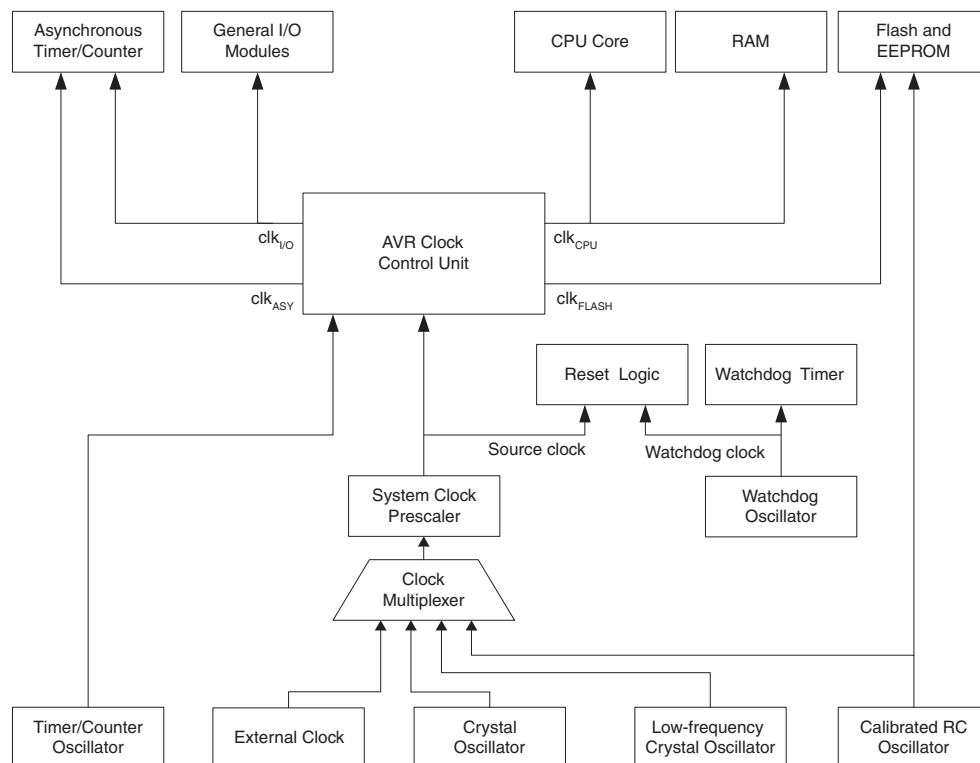 Asynchronous
Timer/Counter
General I/O
Modules
CPU Core
RAM
Flash and
EEPROM
clkI/O
AVR Clock
Control Unit
clkCPU
clkASY
clkFLASH
Reset Logic
Watchdog Timer
Source clock
Watchdog clock
System Clock
Prescaler
Watchdog
Oscillator
Clock
Multiplexer
Timer/Counter
Oscillator
External Clock
Crystal
Oscillator
Low-frequency
Crystal Oscillator
Calibrated RC
Oscillator